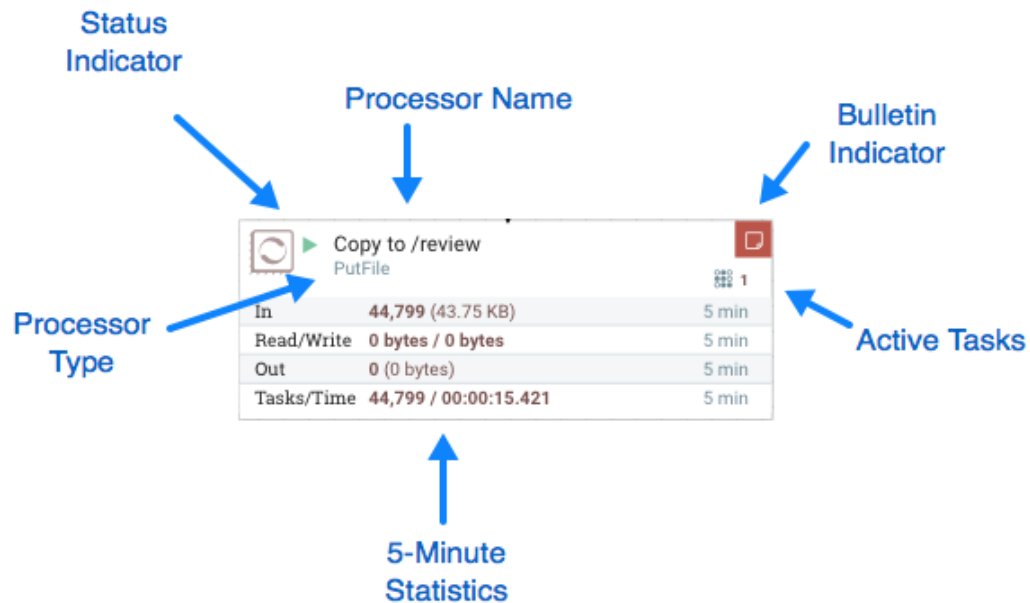 Status
Indicator
Processor Name
Bulletin
Indicator
Copy to /review
PutFile
1
In 44,799 (43.75 KB) 5 min
Read/Write 0 bytes / 0 bytes 5 min
Out 0 (0 bytes) 5 min
Tasks/Time 44,799 / 00:00:15.421 5 min
Processor
Type
Active Tasks
5-Minute
Statistics